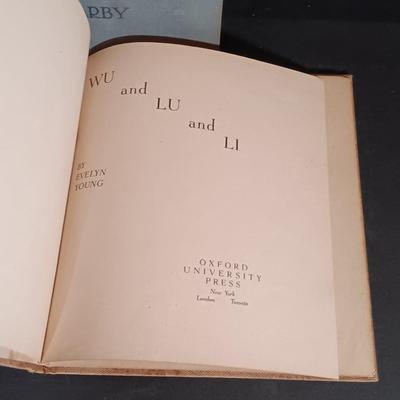 RBY
WU
and
LU
and
LI
BY
EVELYN
YOUNG
OXFORD
UNIVERSITY
PRESS
New York
London Toronto